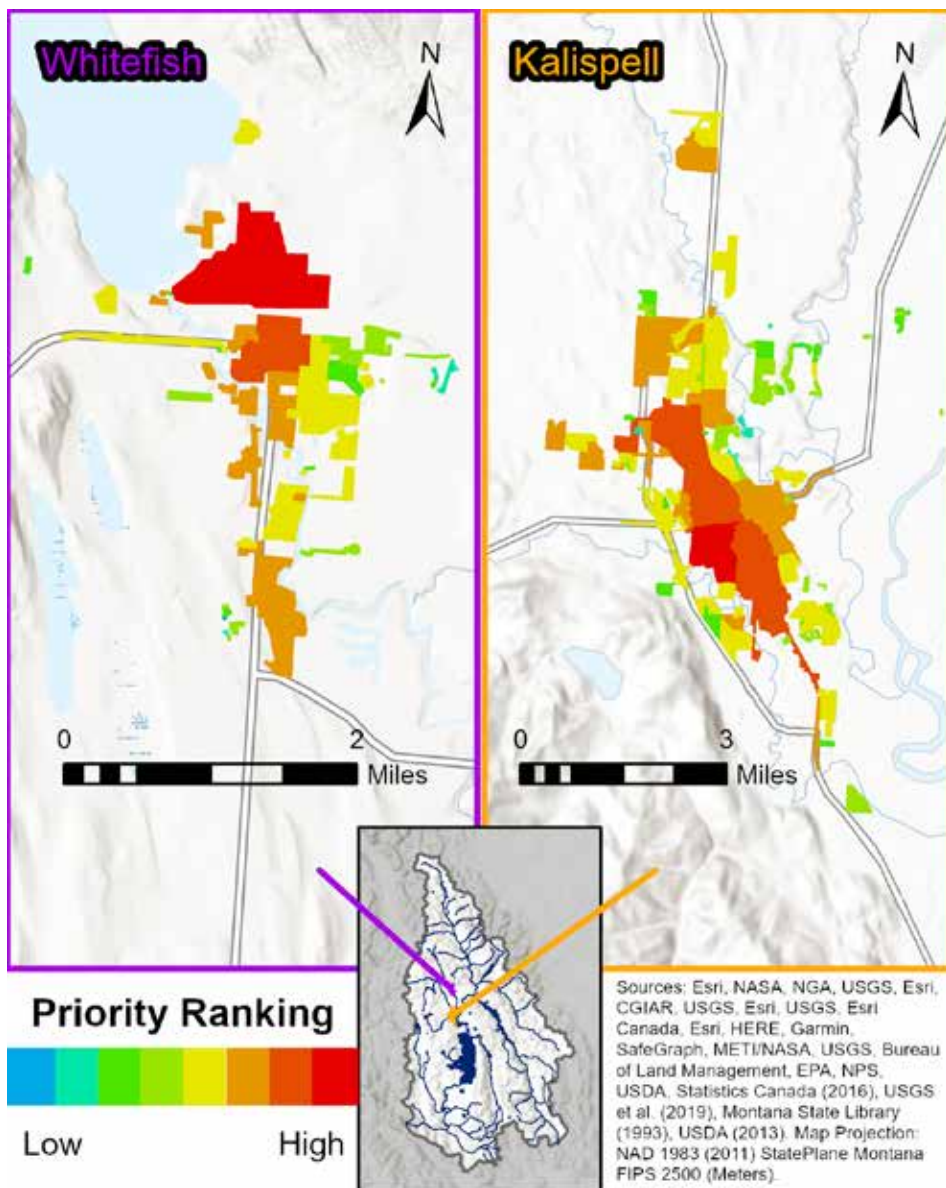 Whitefish
N
Kalispell
N
0
2
Miles
0
3
Miles
Priority Ranking
Low
High
Sources: Esri, NASA, NGA, USGS, Esri,
CGIAR, USGS, Esri, USGS, Esri
Canada, Esri, HERE, Garmin,
SafeGraph, METI/NASA, USGS, Bureau
of Land Management, EPA, NPS,
USDA, Statistics Canada (2016), USGS
et al. (2019), Montana State Library
(1993), USDA (2013). Map Projection:
NAD 1983 (2011) StatePlane Montana
FIPS 2500 (Meters).